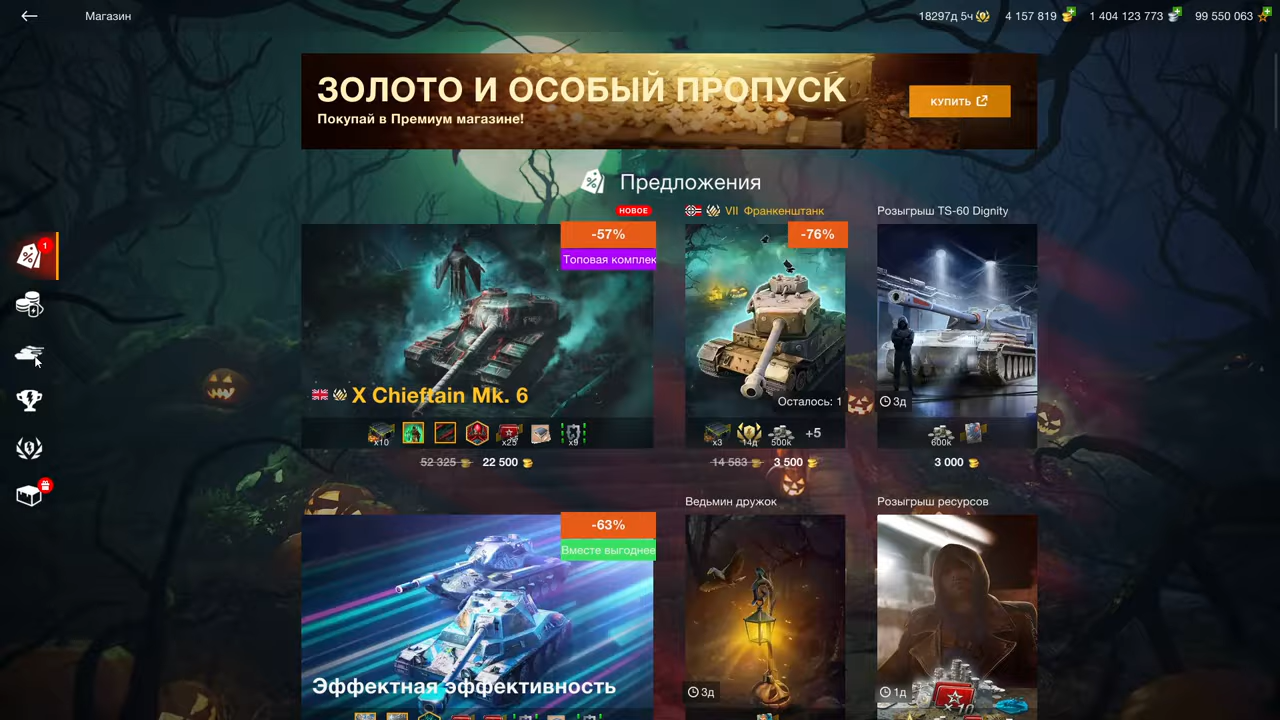 Магазин
18297д 5ч
4 157 819
1 404 123 773
99 550 063
ЗОЛОТО И ОСОБЫЙ ПРОПУСК
Покупай в Премиум магазине!
КУПИТЬ
1
Предложения
НОВОЕ
-57%
Топовая комплек
X Chieftain Mk. 6
x10
x25
x9
52 325
22 500
VII Франкенштанк
-76%
Осталось: 1
x3
14д
500k
+5
14 583
3 500
Розыгрыш TS-60 Dignity
3д
600k
3 000
-63%
Вместе выгоднее
Эффектная эффективность
Ведьмин дружок
3д
Розыгрыш ресурсов
1д
x10